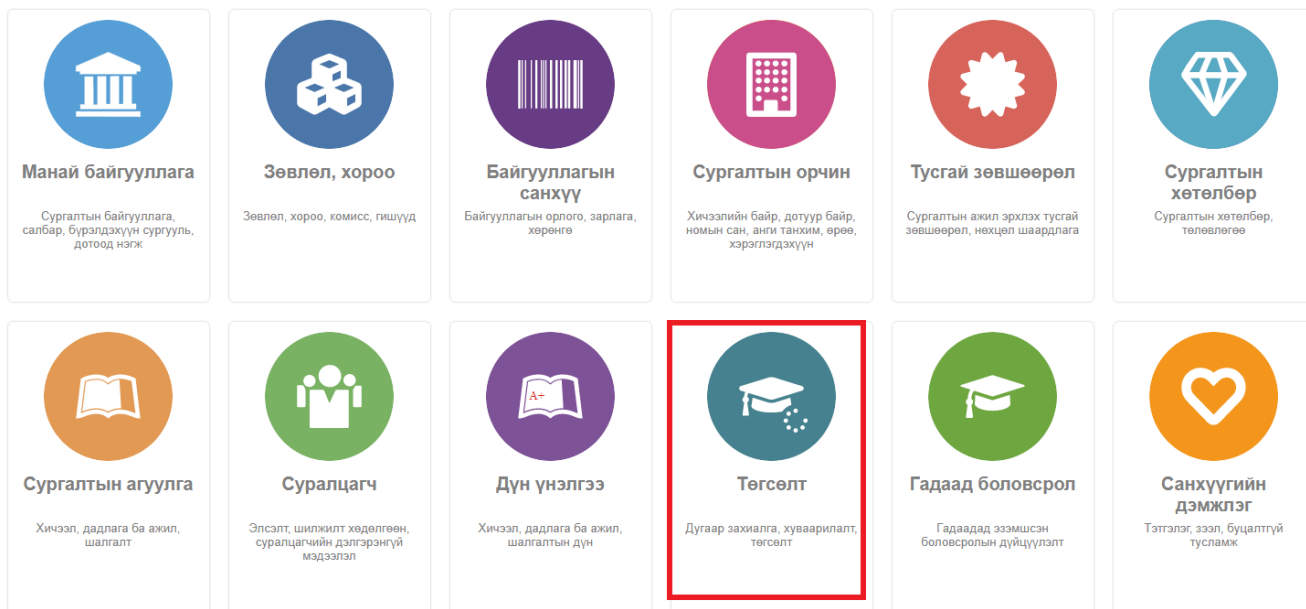 Манай байгууллага
Сургалтын байгууллага,
салбар, бүрэлдэхүүн сургууль,
дотоод нэгж
Зөвлөл, хороо
Зөвлөл, хороо, комисс, гишүүд
Байгууллагын
санхүү
Байгууллагын орлого, зарлага,
хөрөнгө
Сургалтын орчин
Хичээлийн байр, дотуур байр,
номын сан, анги танхим, өрөө,
хэрэглэгдэхүүн
Тусгай зөвшөөрөл
Сургалтын ажил эрхлэх тусгай
зөвшөөрөл, нөхцөл шаардлага
Сургалтын
хөтөлбөр
Сургалтын хөтөлбөр,
төлөвлөгөө
Сургалтын агуулга
Хичээл, дадлага ба ажил,
шалгалт
Суралцагч
Элсэлт, шилжилт хөдөлгөөн,
суралцагчийн дэлгэрэнгүй
мэдээлэл
A+
Дүн үнэлгээ
Хичээл, дадлага ба ажил,
шалгалтын дүн
Төгсөлт
Дугаар захиалга, хуваарилалт,
төгсөлт
Гадаад боловсрол
Гадаадад эзэмшсэн
боловсролын дүйцүүлэлт
Санхүүгийн
дэмжлэг
Тэтгэлэг, зээл, буцалтгүй
тусламж